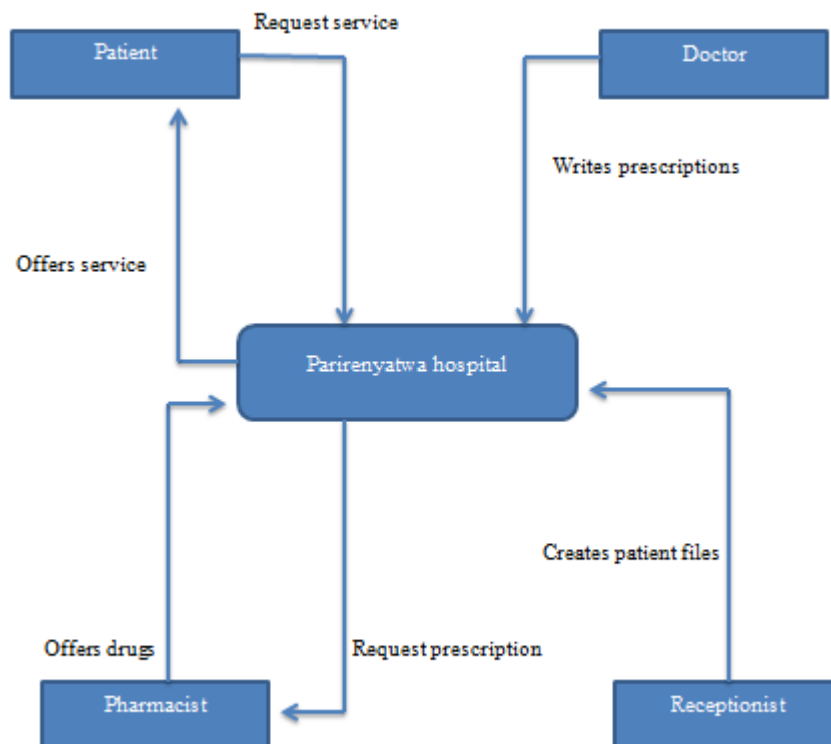 Request service
Patient
Doctor
Writes prescriptions
Offers service
Parirenyatwa hospital
Creates patient files
Offers drugs
Request prescription
Pharmacist
Receptionist